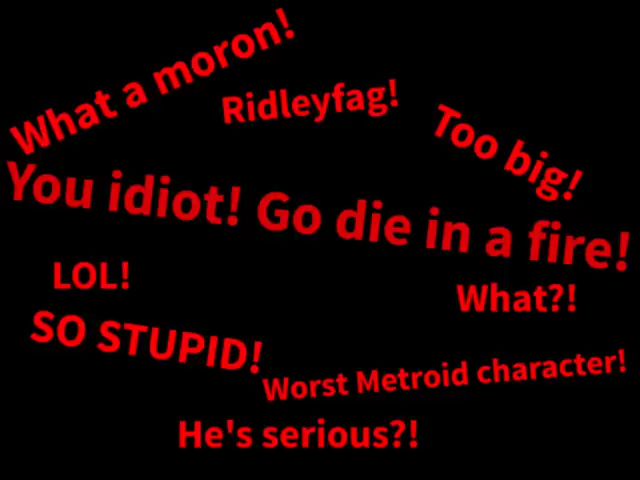 What a moron!
Ridleyfag!
Too big!
You idiot! Go die in a fire!
LOL!
What?!
SO STUPID!
Worst Metroid character!
He's serious?!